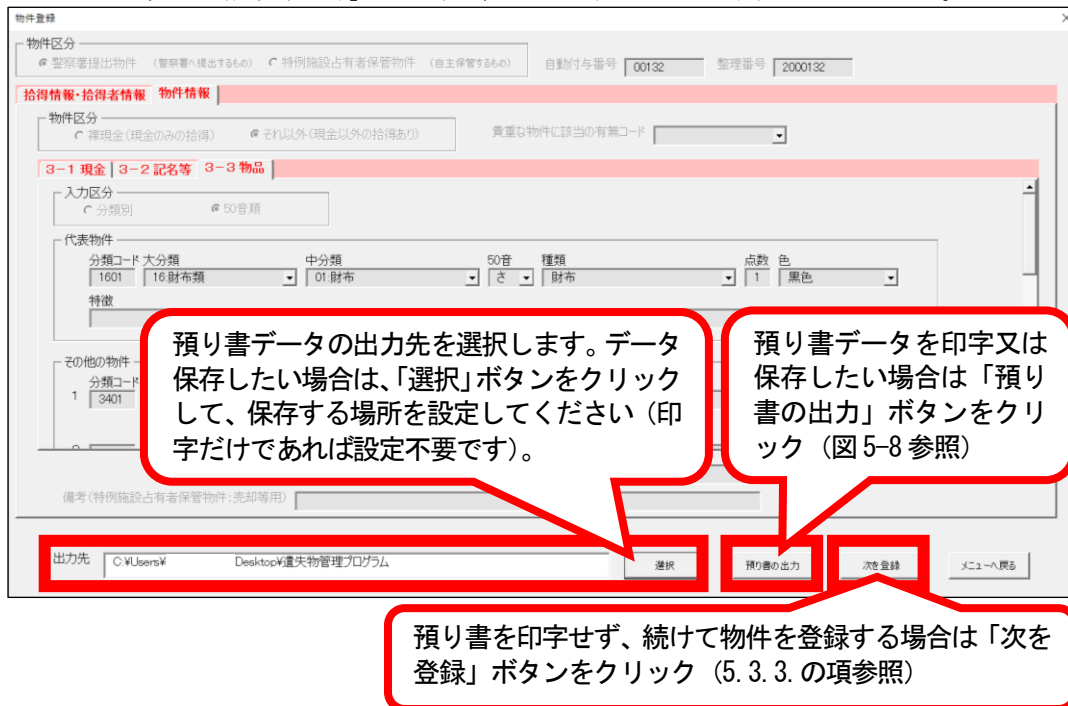 物件登録
物件区分
警察署提出物件 （警察署へ提出するもの） 特例施設占有者保管物件 （自主保管するもの） 自動付与番号 00132 整理番号 2000132
拾得情報・拾得者情報 物件情報
物件区分
裸現金(現金のみの拾得) それ以外(現金以外の拾得あり) 貴重な物件に該当の有無コード
3－1 現金 3－2 記名等 3－3 物品
入力区分
分類別 50音順
代表物件
分類コード 大分類 中分類 50音 種類 点数 色
1601 16:財布類 01:財布 さ 財布 1 黒色
特徴
その他の物件
分類コード
1 3401
預り書データの出力先を選択します。データ
保存したい場合は、「選択」ボタンをクリック
して、保存する場所を設定してください（印
字だけであれば設定不要です）。
預り書データを印字又は
保存したい場合は「預り
書の出力」ボタンをクリ
ック（図 5-8 参照）
備考(特例施設占有者保管物件:売却等用)
出力先 C:¥Users¥ Desktop¥遺失物管理プログラム 選択 預り書の出力 次を登録 メニューへ戻る
預り書を印字せず、続けて物件を登録する場合は「次を
登録」ボタンをクリック（5.3.3.の項参照）